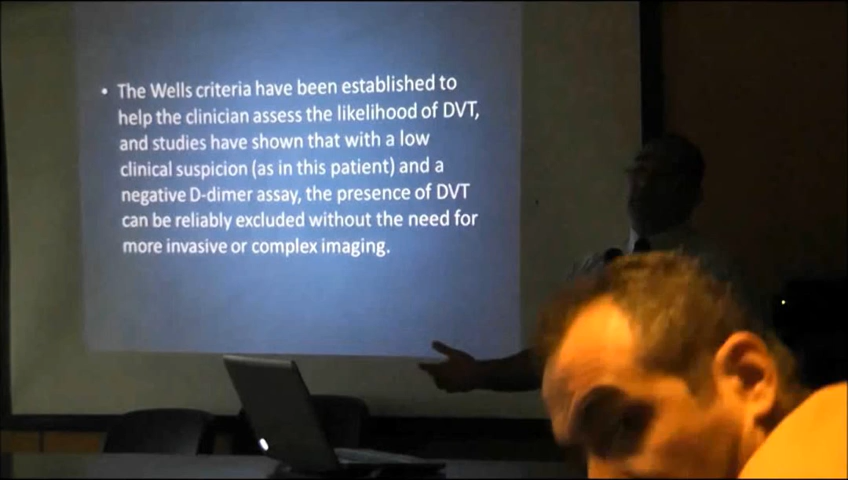 • The Wells criteria have been established to
help the clinician assess the likelihood of DVT,
and studies have shown that with a low
clinical suspicion (as in this patient) and a
negative D-dimer assay, the presence of DVT
can be reliably excluded without the need for
more invasive or complex imaging.